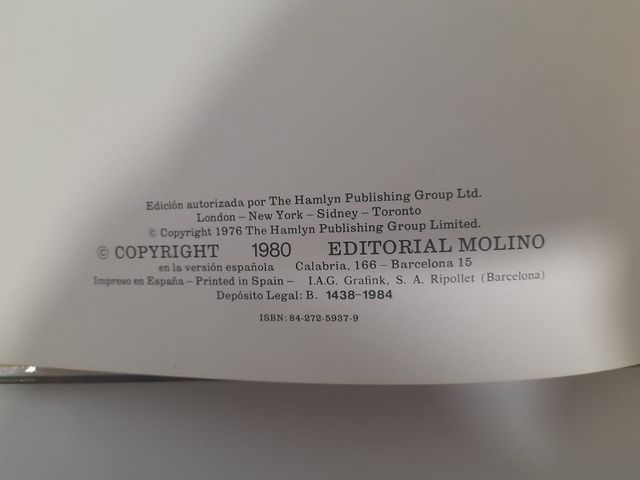 Edición autorizada por The Hamlyn Publishing Group Ltd.
London – New York – Sidney – Toronto
© Copyright 1976 The Hamlyn Publishing Group Limited.
© COPYRIGHT 1980 EDITORIAL MOLINO
en la versión española Calabria, 166 – Barcelona 15
Impreso en España – Printed in Spain – I.A.G. Grafink, S. A. Ripollet (Barcelona)
Depósito Legal: B. 1438–1984
ISBN: 84-272-5937-9